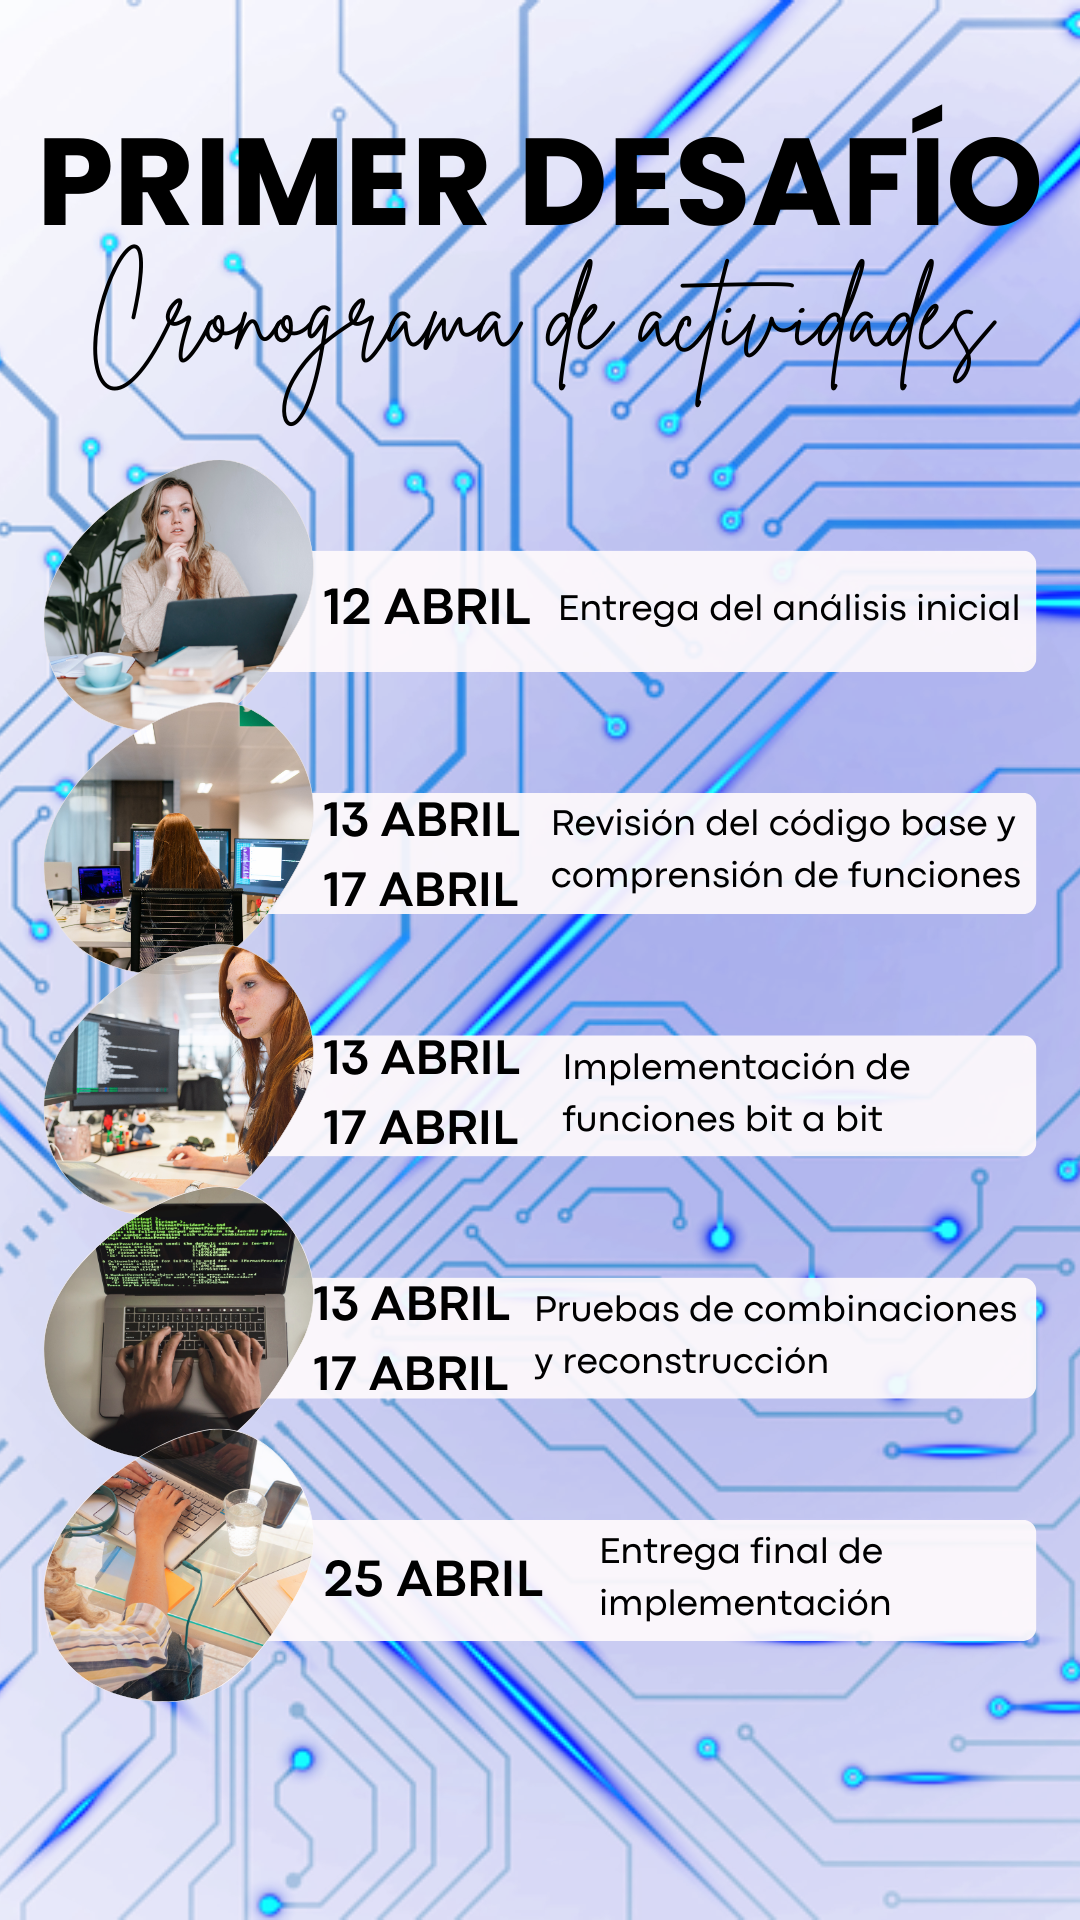 PRIMER DESAFÍO
Cronograma de actividades
12 ABRIL Entrega del análisis inicial
13 ABRIL Revisión del código base y
17 ABRIL comprensión de funciones
13 ABRIL Implementación de
17 ABRIL funciones bit a bit
13 ABRIL Pruebas de combinaciones
17 ABRIL y reconstrucción
25 ABRIL Entrega final de
implementación